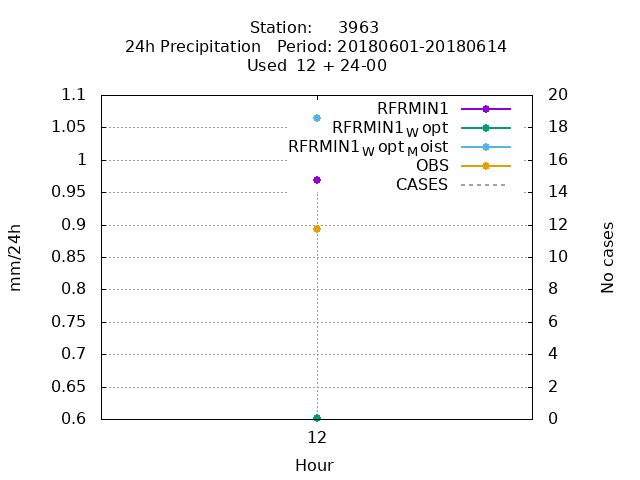 Station: 3963
24h Precipitation Period: 20180601-20180614
Used 12 + 24-00
1.1
1.05
1
0.95
0.9
0.85
0.8
0.75
0.7
0.65
0.6
mm/24h
RFRMIN1
RFRMIN1_W opt
RFRMIN1_W opt_M oist
OBS
CASES
20
18
16
14
12
10
8
6
4
2
0
No cases
12
Hour